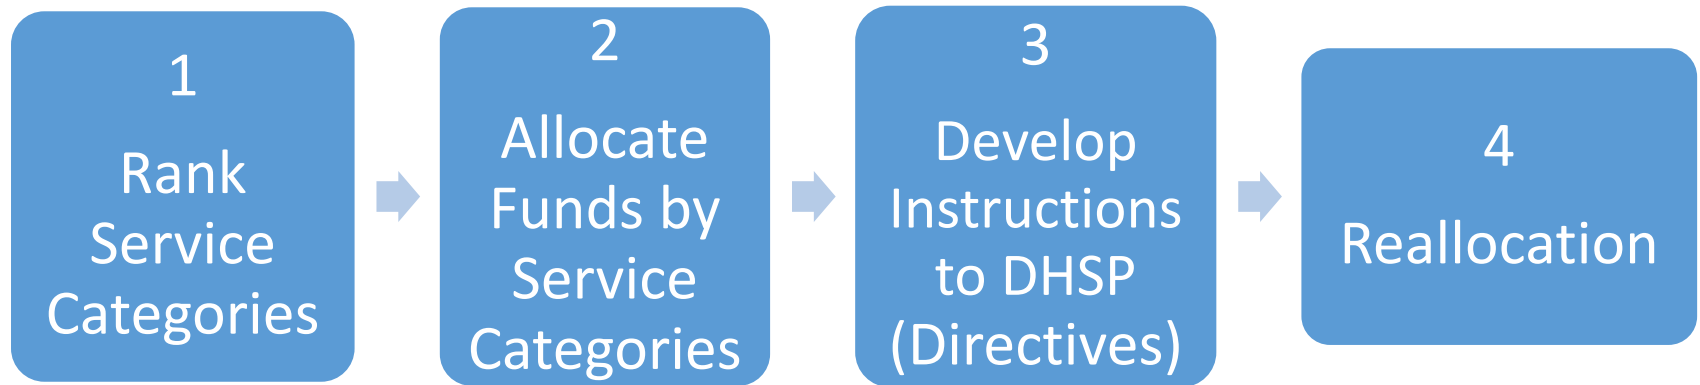 1
Rank
Service
Categories
2
Allocate
Funds by
Service
Categories
3
Develop
Instructions
to DHSP
(Directives)
4
Reallocation